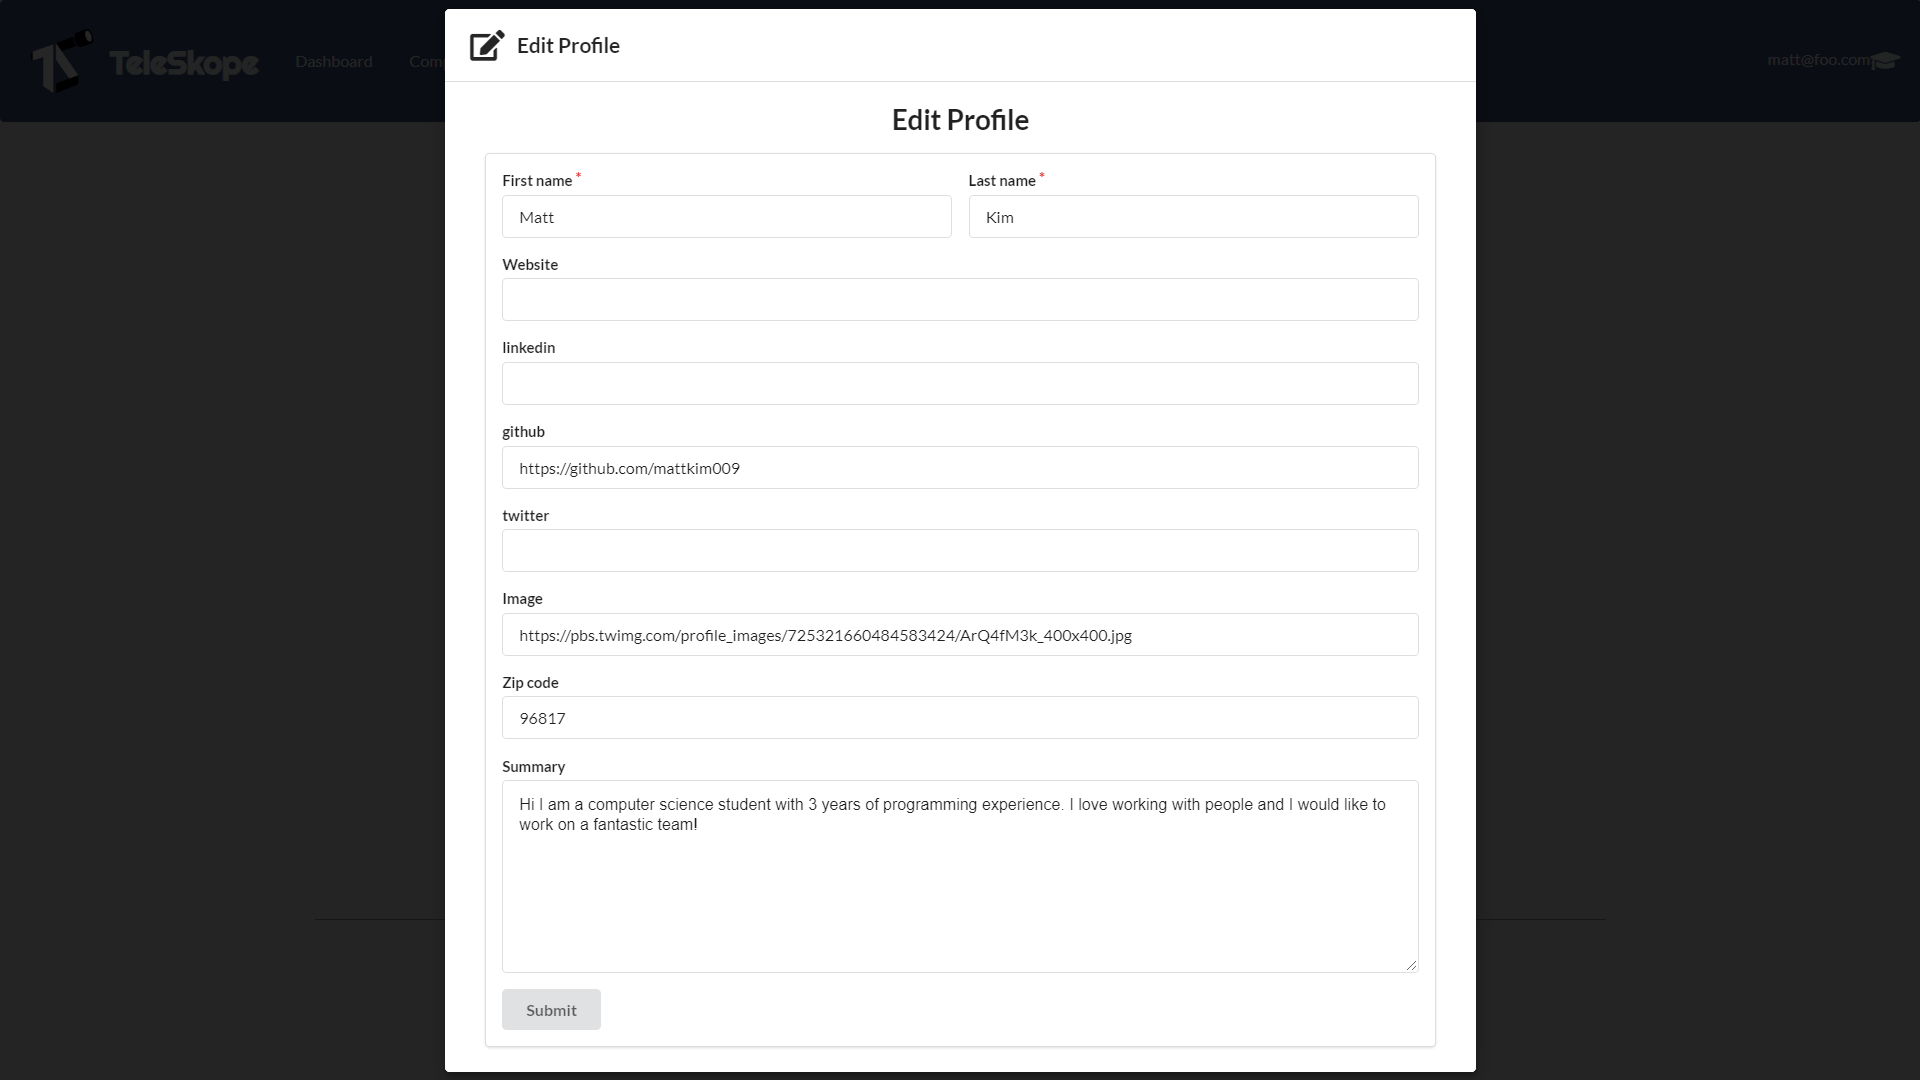 TeleSkope
Dashboard
matt@foo.com
Edit Profile
Edit Profile
First name *
Last name *
Matt
Kim
Website
linkedin
github
https://github.com/mattkim009
twitter
Image
https://pbs.twimg.com/profile_images/725321660484583424/ArQ4fM3k_400x400.jpg
Zip code
96817
Summary
Hi I am a computer science student with 3 years of programming experience. I love working with people and I would like to
work on a fantastic team!
Submit